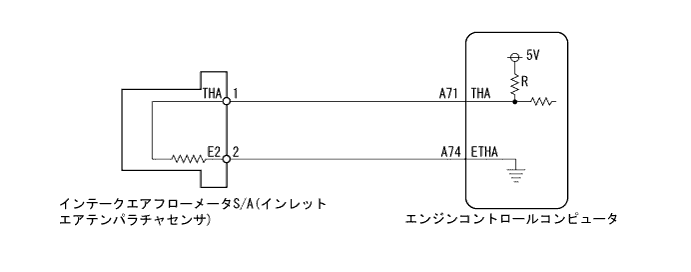 5V
R
THA 1
A71 THA
E2 2
A74 ETHA
インテークエアフローメータS/A(インレット
エアテンパラチャセンサ)
エンジンコントロールコンピュータ